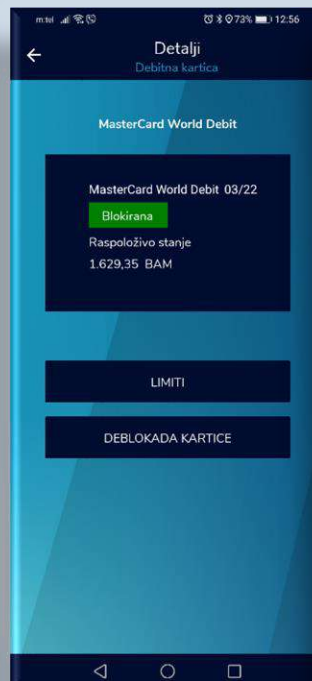 m:tel 73% 12:56
Detalji
Debitna kartica
MasterCard World Debit
MasterCard World Debit 03/22
Blokirana
Raspoloživo stanje
1.629,35 BAM
LIMITI
DEBLOKADA KARTICE